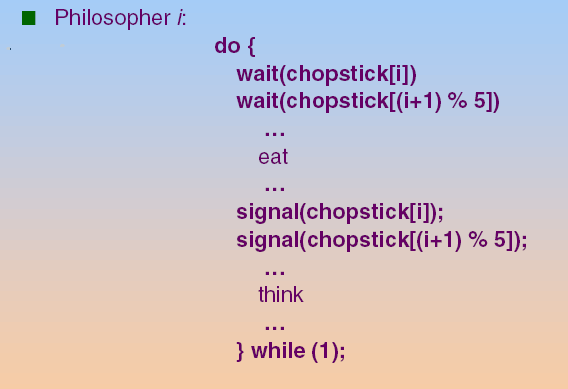 Philosopher i:
do {
wait(chopstick[i])
wait(chopstick[(i+1) % 5])
…
eat
…
signal(chopstick[i]);
signal(chopstick[(i+1) % 5]);
…
think
…
} while (1);